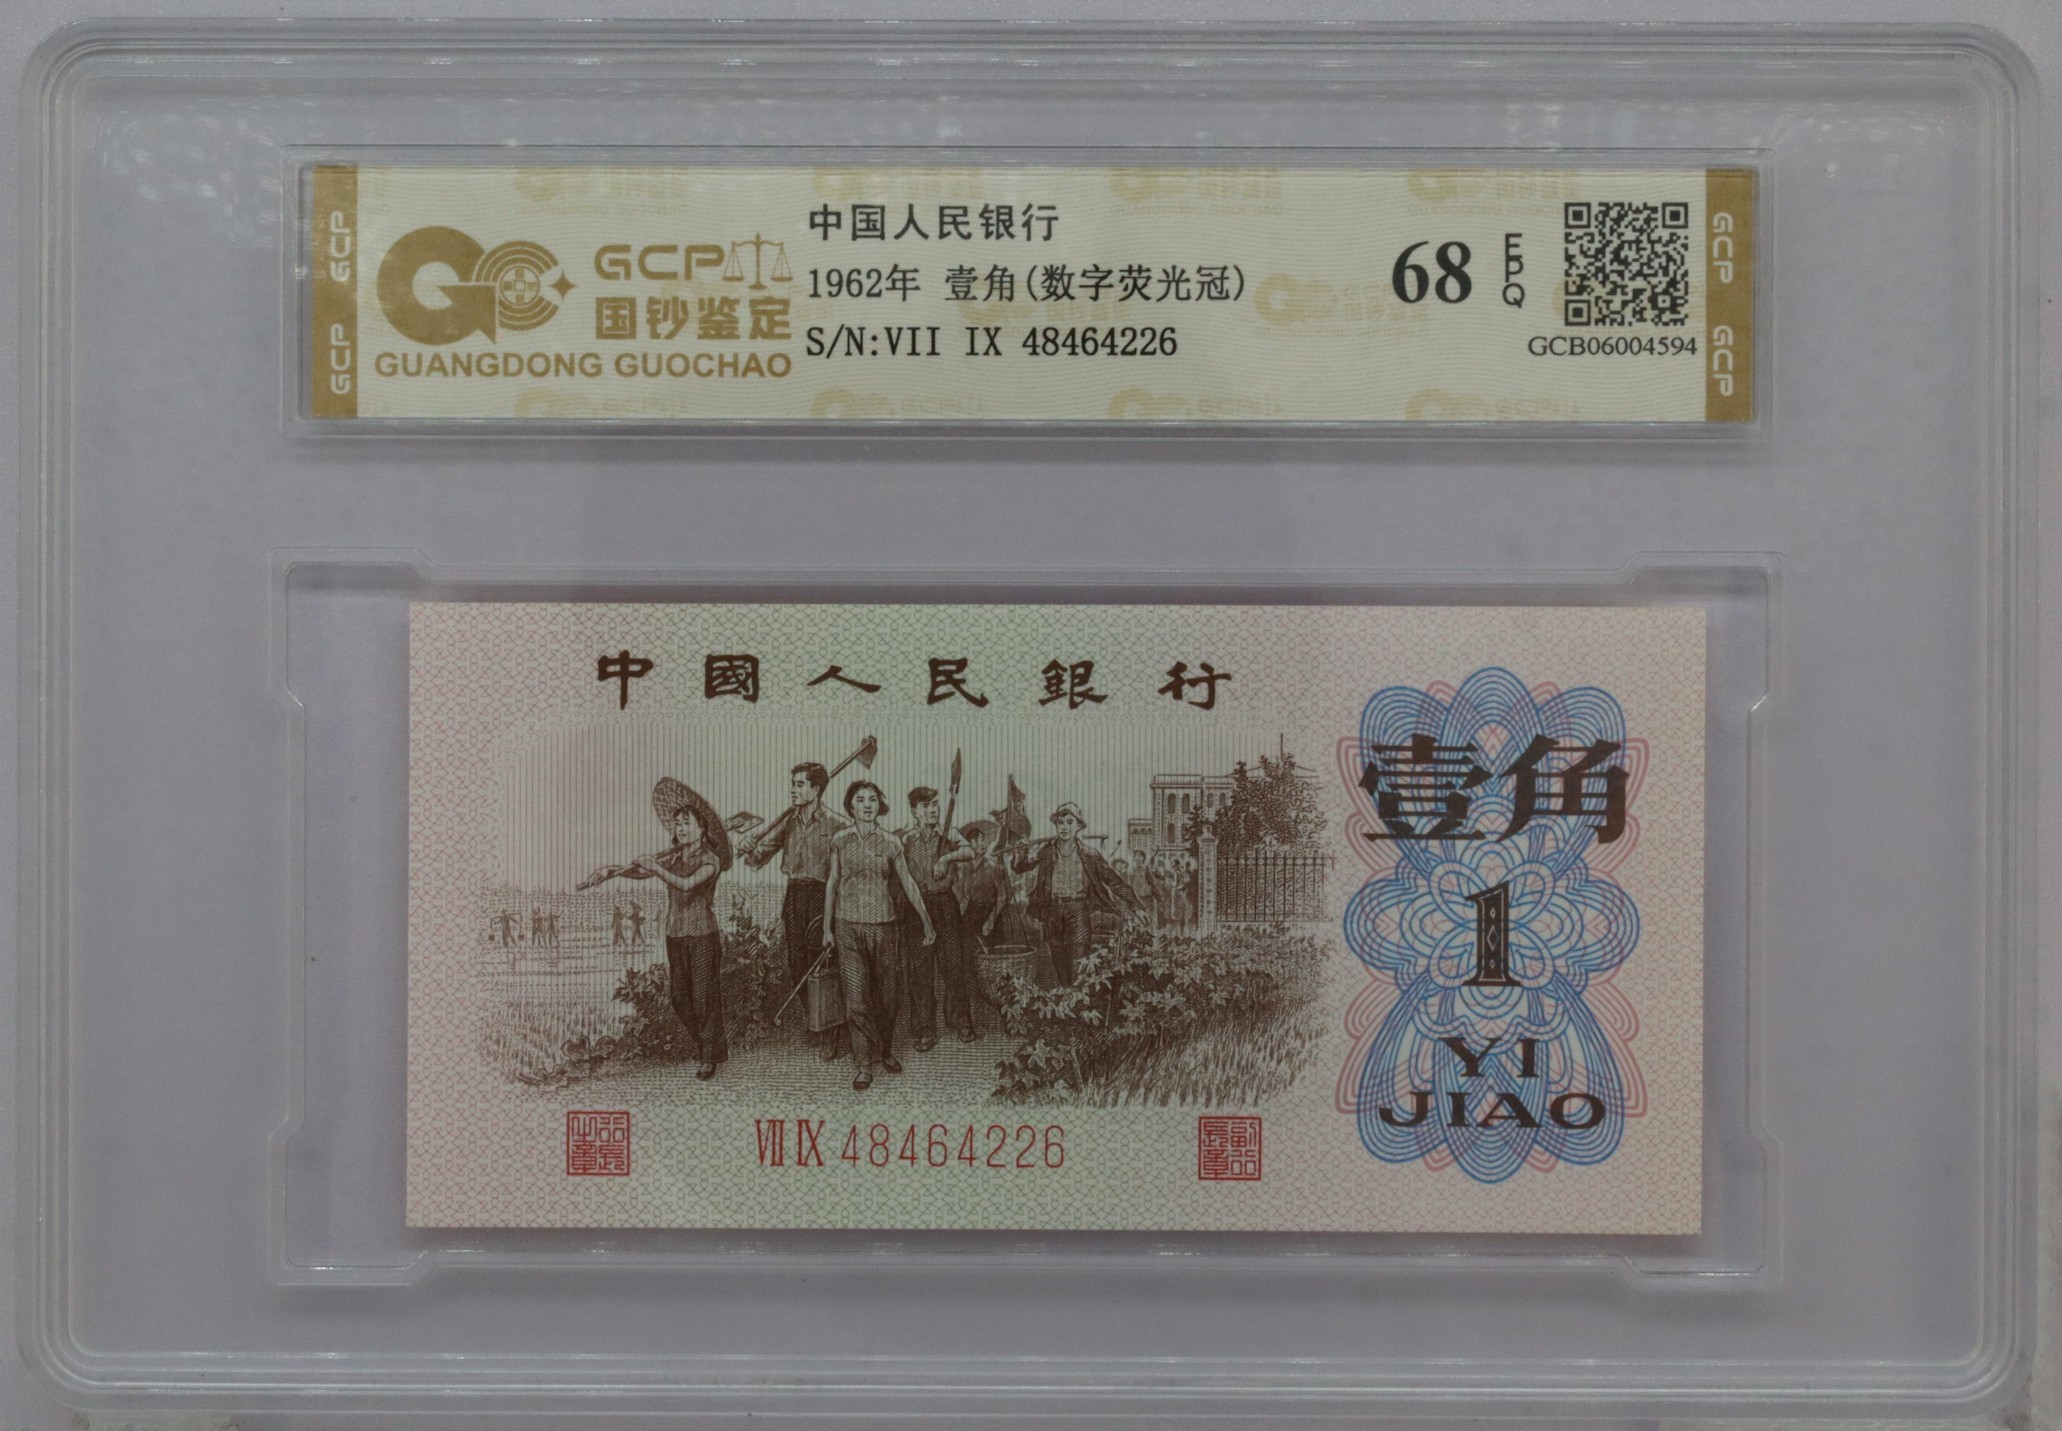 GCP
GCP
GCP
国钞鉴定
GUANGDONG GUOCHAO
中国人民银行
1962年 壹角(数字荧光冠)
S/N:VII IX 48464226
68 EPQ
GCB06004594
GCP
GCP
中國人民銀行
壹角
1
YI
JIAO
VII IX 48464226